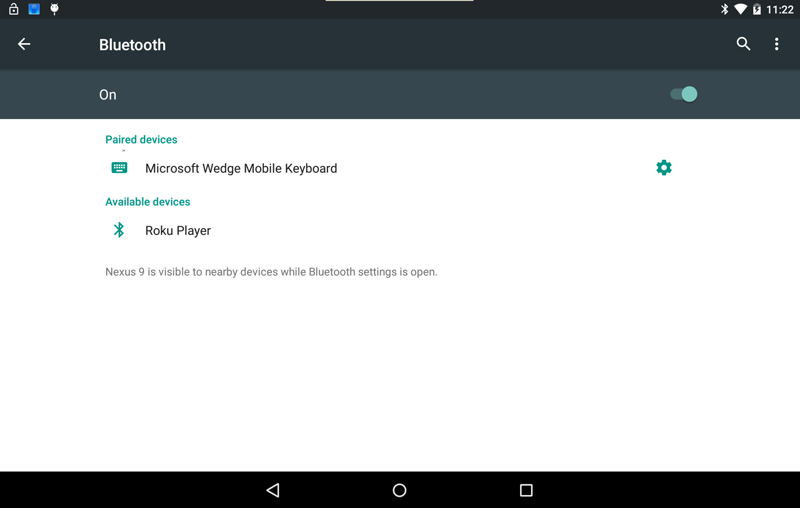 11:22
Bluetooth
On
Paired devices
Microsoft Wedge Mobile Keyboard
Available devices
Roku Player
Nexus 9 is visible to nearby devices while Bluetooth settings is open.